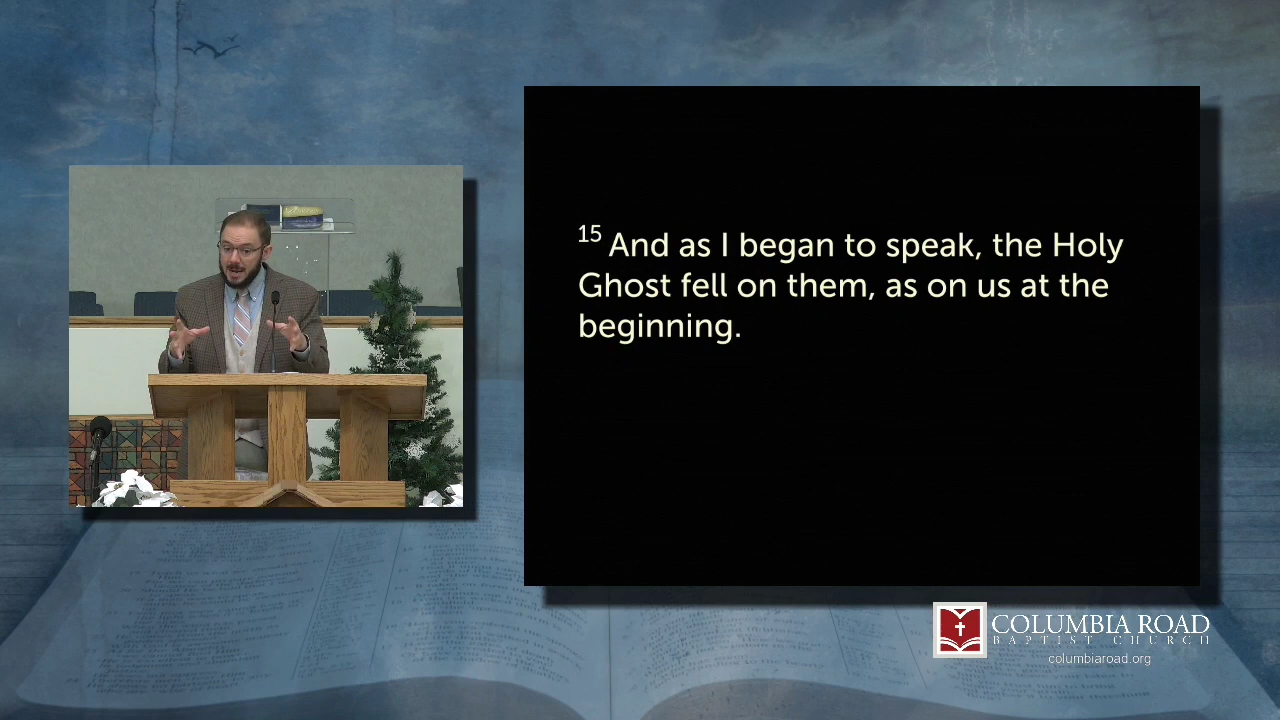 15 And as I began to speak, the Holy
Ghost fell on them, as on us at the
beginning.
COLUMBIA ROAD
BAPTIST CHURCH
columbiaroad.org